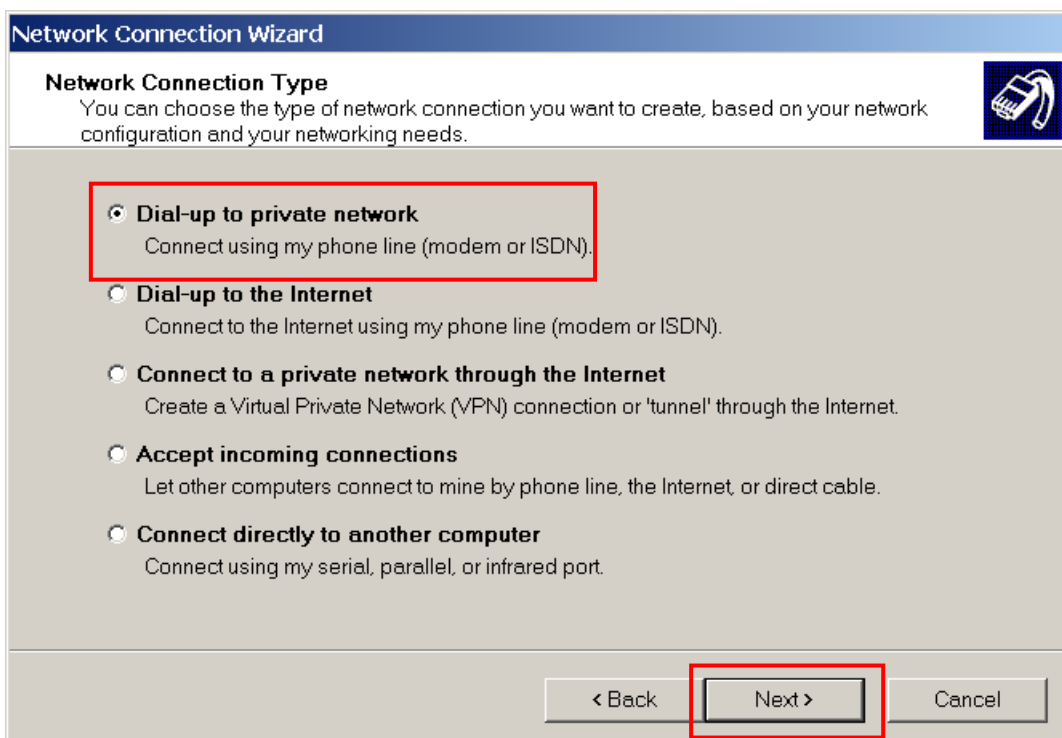 Network Connection Wizard
Network Connection Type
You can choose the type of network connection you want to create, based on your network
configuration and your networking needs.
Dial-up to private network
Connect using my phone line (modem or ISDN).
Dial-up to the Internet
Connect to the Internet using my phone line (modem or ISDN).
Connect to a private network through the Internet
Create a Virtual Private Network (VPN) connection or 'tunnel' through the Internet.
Accept incoming connections
Let other computers connect to mine by phone line, the Internet, or direct cable.
Connect directly to another computer
Connect using my serial, parallel, or infrared port.
< Back Next > Cancel